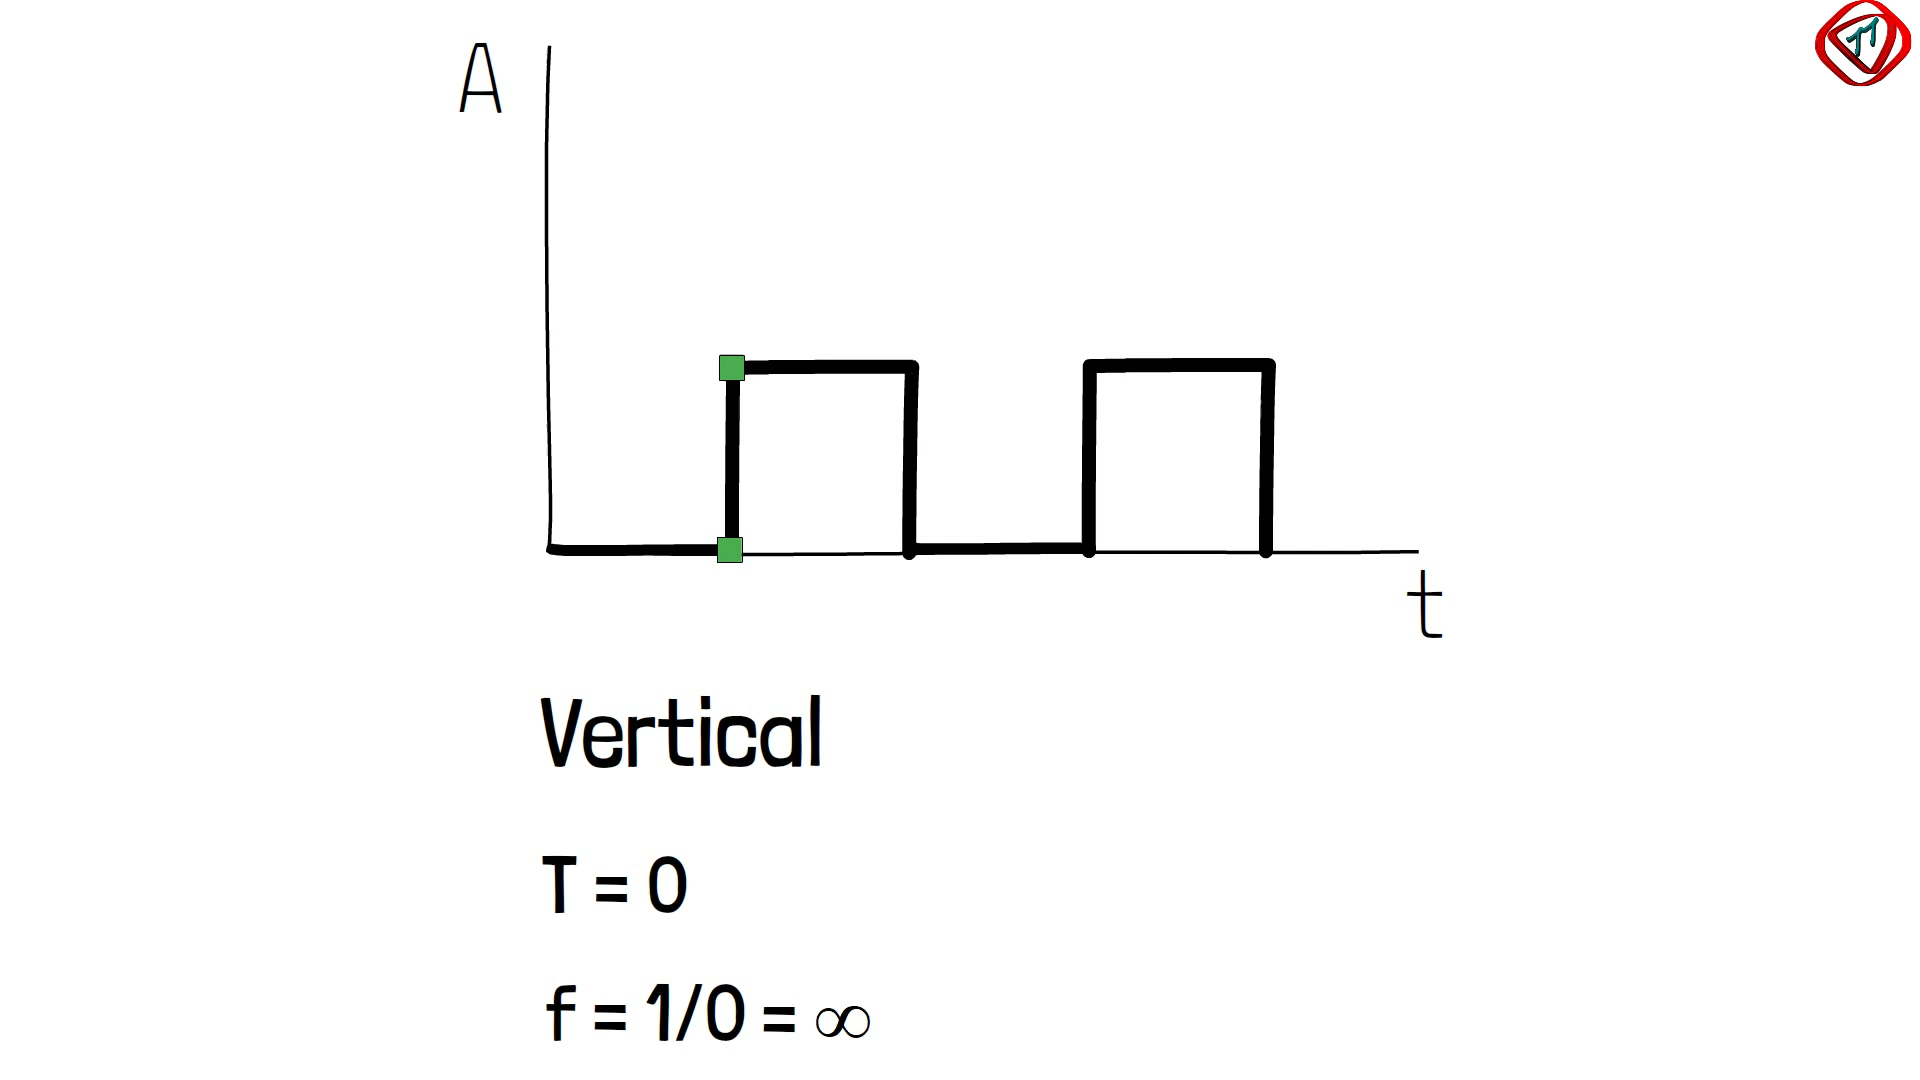 A
t
Vertical
T = 0
f = 1/0 = ∞